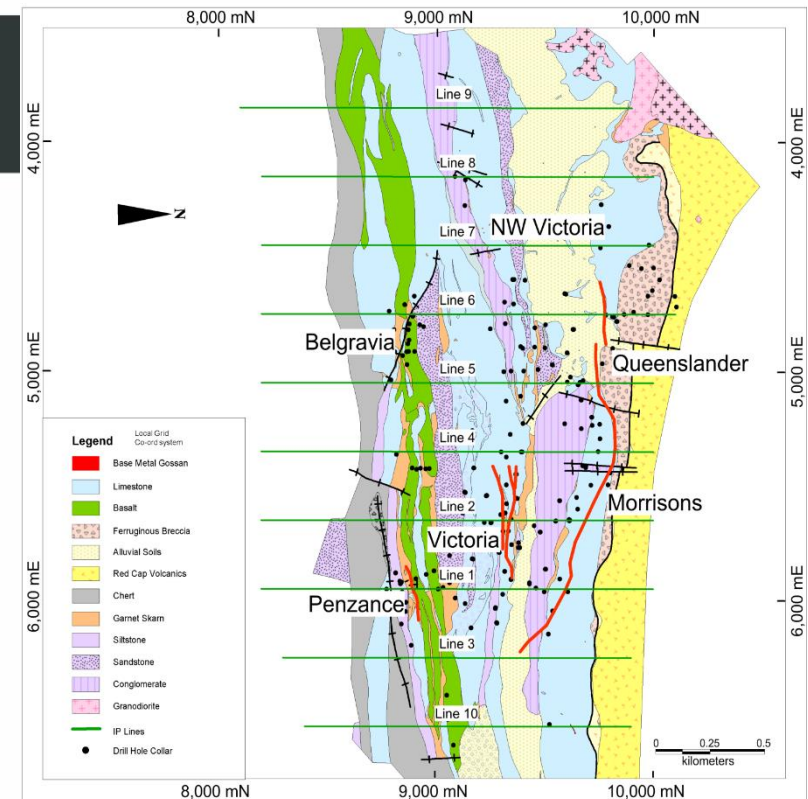 8,000 mN
9,000 mN
10,000 mN
4,000 mE
4,000 mE
N
Line 9
Line 8
Line 7
NW Victoria
Line 6
Belgravia
Queenslander
5,000 mE
5,000 mE
Line 5
Line 4
Line 2
Morrisons
Victoria
Line 1
Penzance
6,000 mE
6,000 mE
Line 3
Line 10
Legend
Local Grid
Co-ord system
Base Metal Gossan
Limestone
Basalt
Ferruginous Breccia
Alluvial Soils
Red Cap Volcanics
Chert
Garnet Skarn
Siltstone
Sandstone
Conglomerate
Granodiorite
IP Lines
Drill Hole Collar
0 0.25 0.5
kilometers
8,000 mN
9,000 mN
10,000 mN